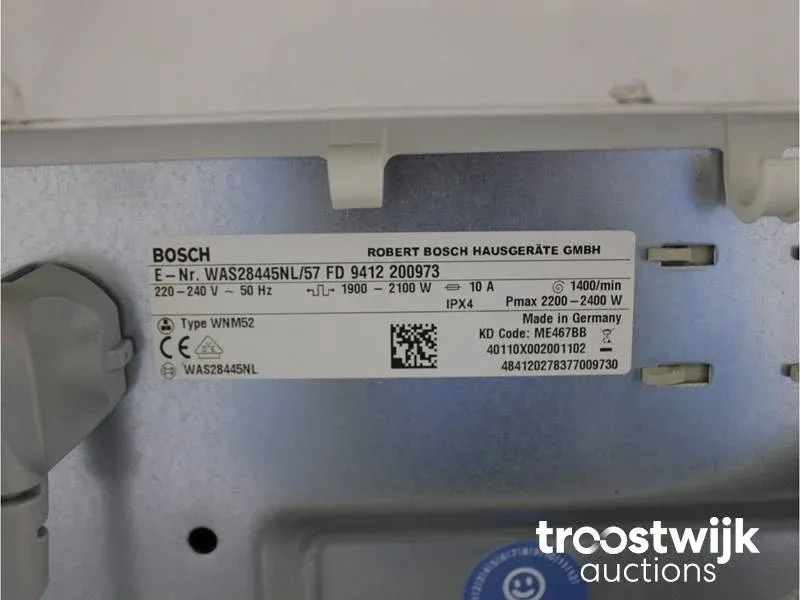 BOSCH
ROBERT BOSCH HAUSGERÄTE GMBH
E-Nr. WAS28445NL/57 FD 9412 200973
220-240 V ~ 50 Hz 1900 - 2100 W 10 A 1400/min
IPX4 Pmax 2200-2400 W
Type WNM52
Made in Germany
KD Code: ME467BB
CE
40110X002001102
WAS28445NL
484120278377009730
troostwijk
auctions